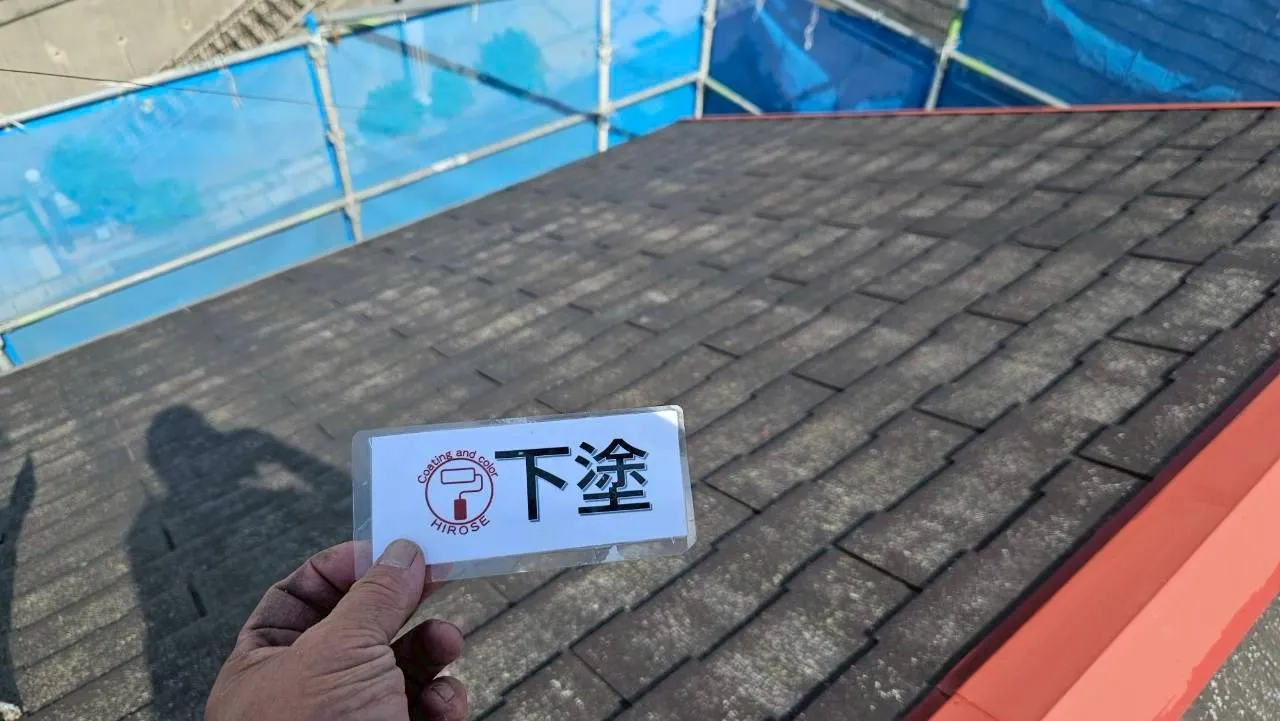 Coating and color
HIROSE
下塗